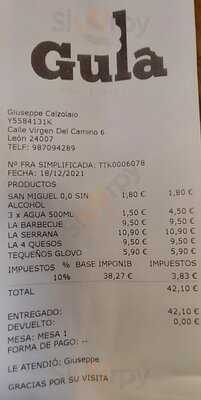 Gula
Giuseppe Calzolaio
Y5584131K
Calle Virgen Del Camino 6
León 24007
TELF: 987094289
Nº FRA SIMPLIFICADA: TTK0006078
FECHA: 18/12/2021
PRODUCTOS
SAN MIGUEL 0,0 SIN ALCOHOL 1,80 € 1,80 €
3 x AGUA 500ML 1,50 € 4,50 €
LA BARBECUE 9,50 € 9,50 €
LA SERRANA 10,90 € 10,90 €
LA 4 QUESOS 9,50 € 9,50 €
TEQUEÑOS GLOVO 5,90 € 5,90 €
IMPUESTOS % BASE IMPONIB IMPUESTOS
10% 38,27 € 3,83 €
TOTAL 42,10 €
ENTREGADO: 42,10 €
DEVUELTO: 0,00 €
MESA: MESA 1
FORMA DE PAGO: --
LE ATENDIÓ: Giuseppe
GRACIAS POR SU VISITA